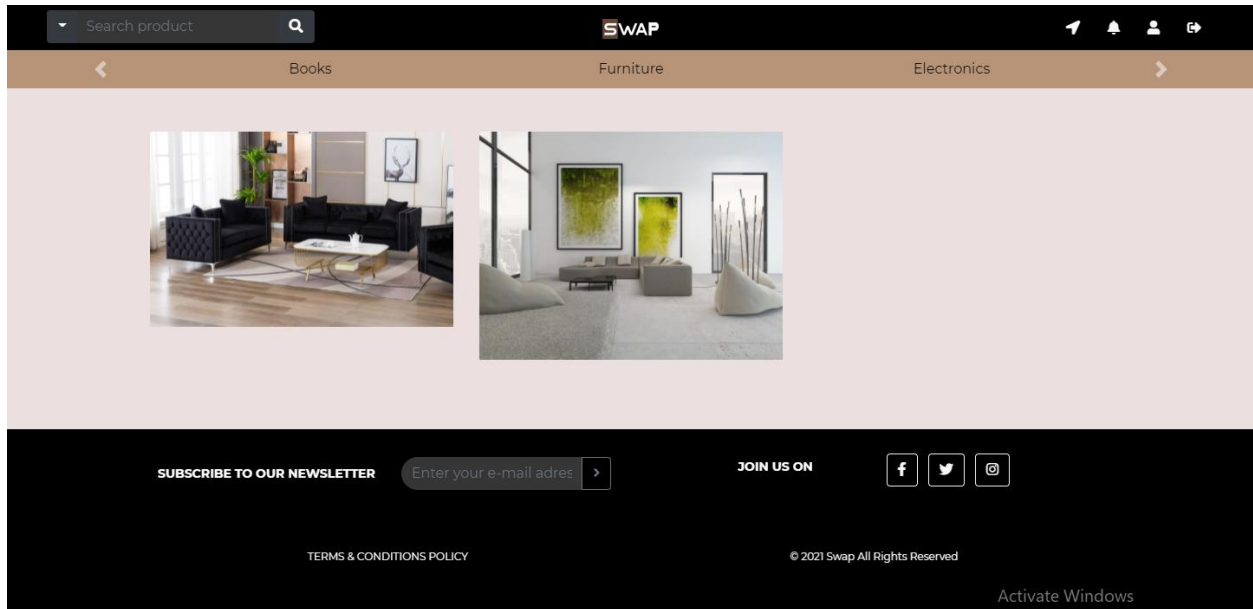 Search product
SWAP
Books
Furniture
Electronics
SUBSCRIBE TO OUR NEWSLETTER
Enter your e-mail adres
JOIN US ON
TERMS & CONDITIONS POLICY
© 2021 Swap All Rights Reserved
Activate Windows